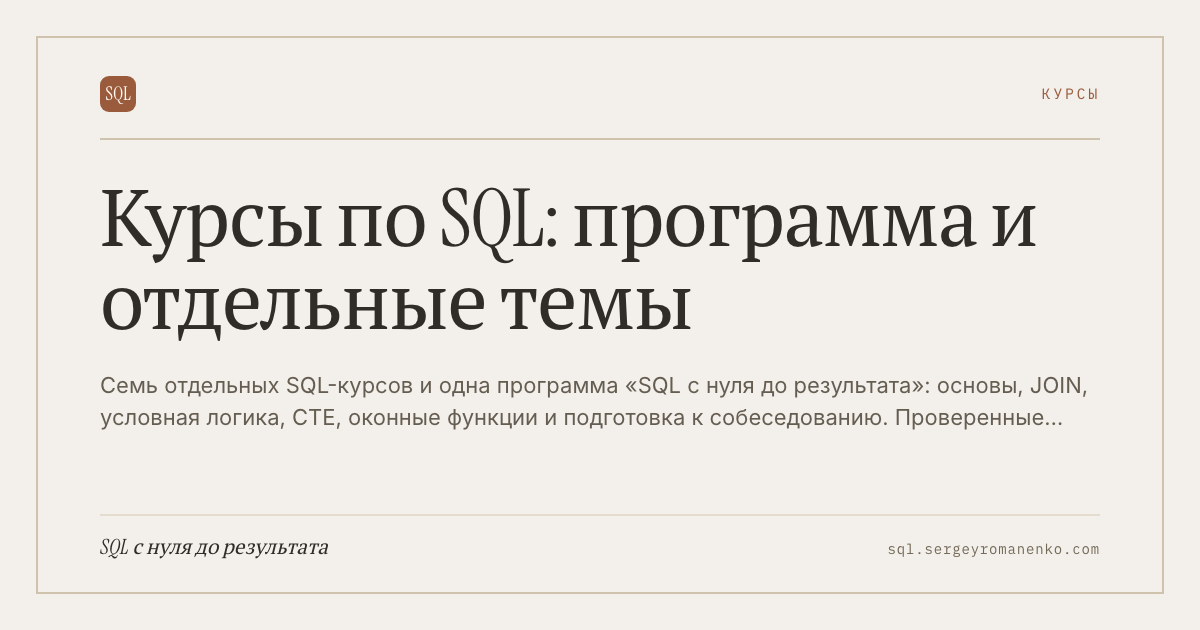 SQL
КУРСЫ
Курсы по SQL: программа и
отдельные темы
Семь отдельных SQL-курсов и одна программа «SQL с нуля до результата»: основы, JOIN,
условная логика, CTE, оконные функции и подготовка к собеседованию. Проверенные...
SQL с нуля до результата
sql.sergeyromanenko.com